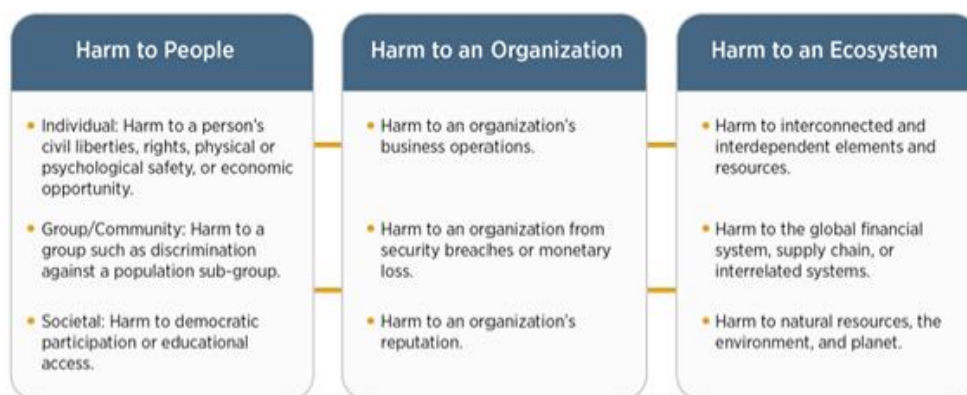 Harm to People
• Individual: Harm to a person's
civil liberties, rights, physical or
psychological safety, or economic
opportunity.
• Group/Community: Harm to a
group such as discrimination
against a population sub-group.
• Societal: Harm to democratic
participation or educational
access.
Harm to an Organization
• Harm to an organization's
business operations.
• Harm to an organization from
security breaches or monetary
loss.
• Harm to an organization's
reputation.
Harm to an Ecosystem
• Harm to interconnected and
interdependent elements and
resources.
• Harm to the global financial
system, supply chain, or
interrelated systems.
• Harm to natural resources, the
environment, and planet.